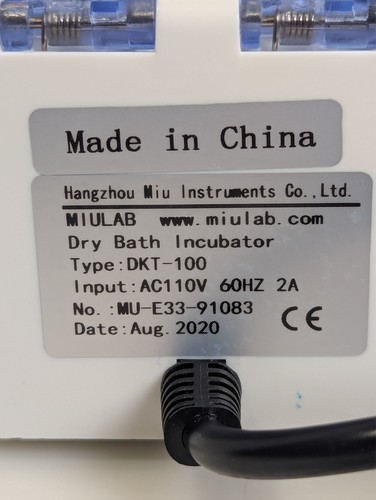 Made in China
Hangzhou Miu Instruments Co.,Ltd.
MIULAB www.miulab.com
Dry Bath Incubator
Type:DKT-100
Input:AC110V 60HZ 2A
No.:MU-E33-91083
Date:Aug.2020
CE